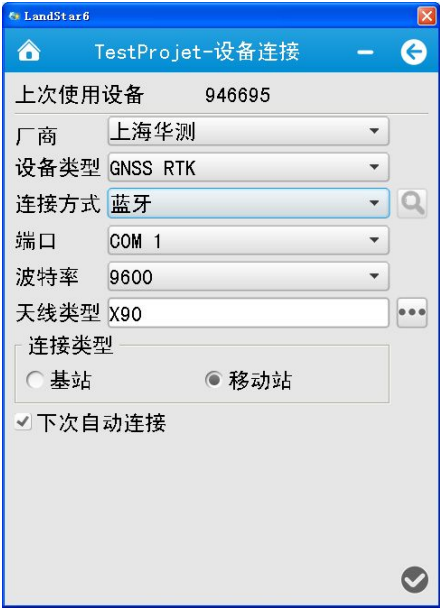 LandStar6
TestProjet-设备连接
上次使用设备 946695
厂商 上海华测
设备类型 GNSS RTK
连接方式 蓝牙
端口 COM 1
波特率 9600
天线类型 X90
连接类型
基站 移动站
下次自动连接